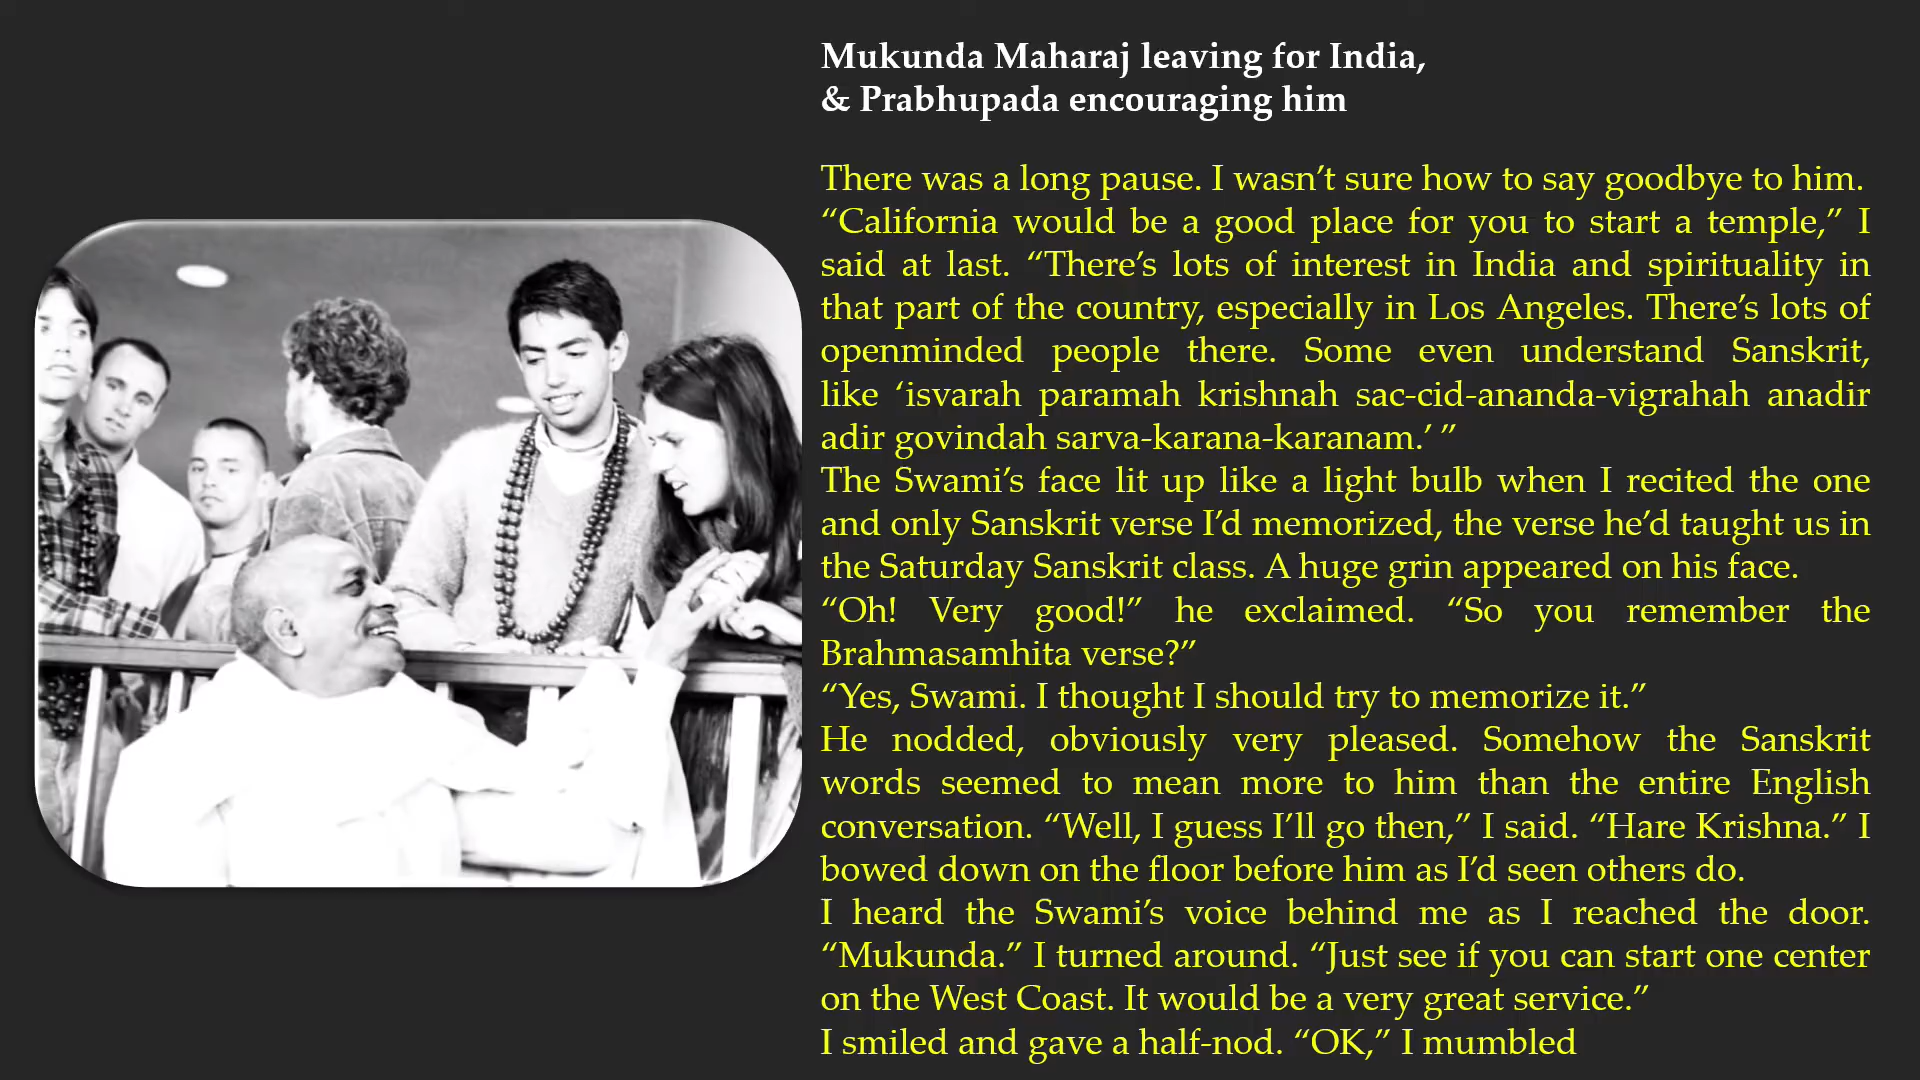 Mukunda Maharaj leaving for India,
& Prabhupada encouraging him
There was a long pause. I wasn’t sure how to say goodbye to him.
“California would be a good place for you to start a temple,” I
said at last. “There’s lots of interest in India and spirituality in
that part of the country, especially in Los Angeles. There’s lots of
openminded people there. Some even understand Sanskrit,
like ‘isvarah paramah krishnah sac-cid-ananda-vigrahah anadir
adir govindah sarva-karana-karanam.’ ”
The Swami’s face lit up like a light bulb when I recited the one
and only Sanskrit verse I’d memorized, the verse he’d taught us in
the Saturday Sanskrit class. A huge grin appeared on his face.
“Oh! Very good!” he exclaimed. “So you remember the
Brahmasamhita verse?”
“Yes, Swami. I thought I should try to memorize it.”
He nodded, obviously very pleased. Somehow the Sanskrit
words seemed to mean more to him than the entire English
conversation. “Well, I guess I’ll go then,” I said. “Hare Krishna.” I
bowed down on the floor before him as I’d seen others do.
I heard the Swami’s voice behind me as I reached the door.
“Mukunda.” I turned around. “Just see if you can start one center
on the West Coast. It would be a very great service.”
I smiled and gave a half-nod. “OK,” I mumbled